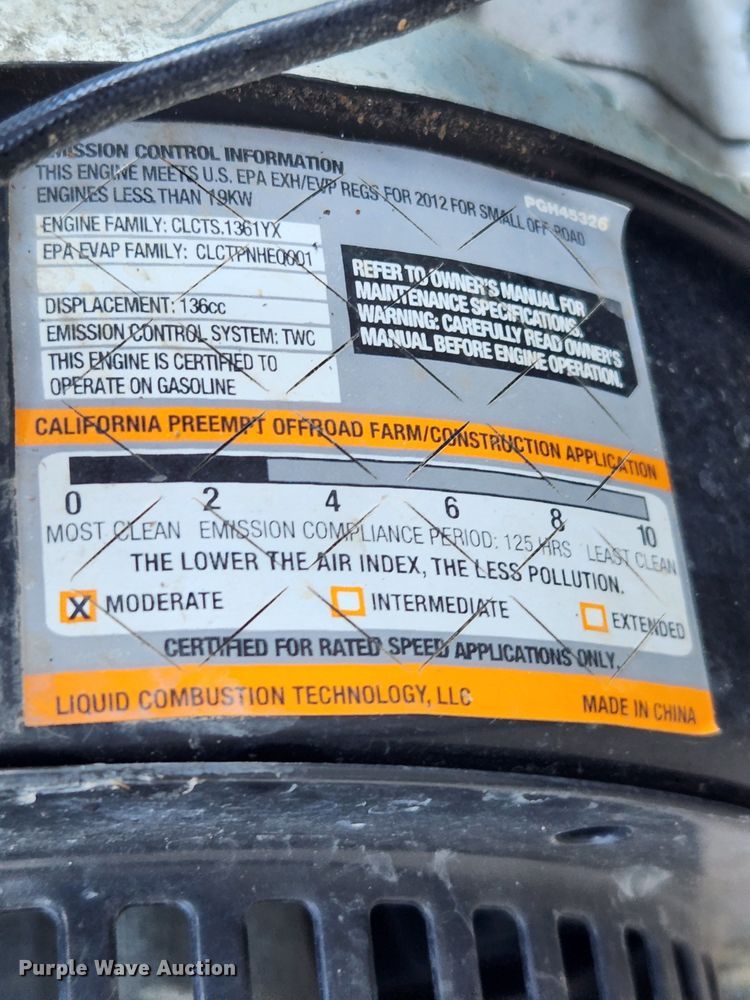 EMISSION CONTROL INFORMATION
THIS ENGINE MEETS U.S. EPA EXH/EVP REGS FOR 2012 FOR SMALL OFF-ROAD
ENGINES LESS THAN 19KW
PGH45326
ENGINE FAMILY: CLCTS.1361YX
EPA EVAP FAMILY: CLCTPNHEQ001
DISPLACEMENT: 136cc
EMISSION CONTROL SYSTEM: TWC
THIS ENGINE IS CERTIFIED TO
OPERATE ON GASOLINE
REFER TO OWNER'S MANUAL FOR
MAINTENANCE SPECIFICATIONS.
WARNING: CAREFULLY READ OWNER'S
MANUAL BEFORE ENGINE OPERATION.
CALIFORNIA PREEMPT OFFROAD FARM/CONSTRUCTION APPLICATION
0 2 4 6 8 10
MOST CLEAN EMISSION COMPLIANCE PERIOD: 125 HRS LEAST CLEAN
THE LOWER THE AIR INDEX, THE LESS POLLUTION.
X MODERATE INTERMEDIATE EXTENDED
CERTIFIED FOR RATED SPEED APPLICATIONS ONLY.
LIQUID COMBUSTION TECHNOLOGY, LLC MADE IN CHINA
Purple Wave Auction